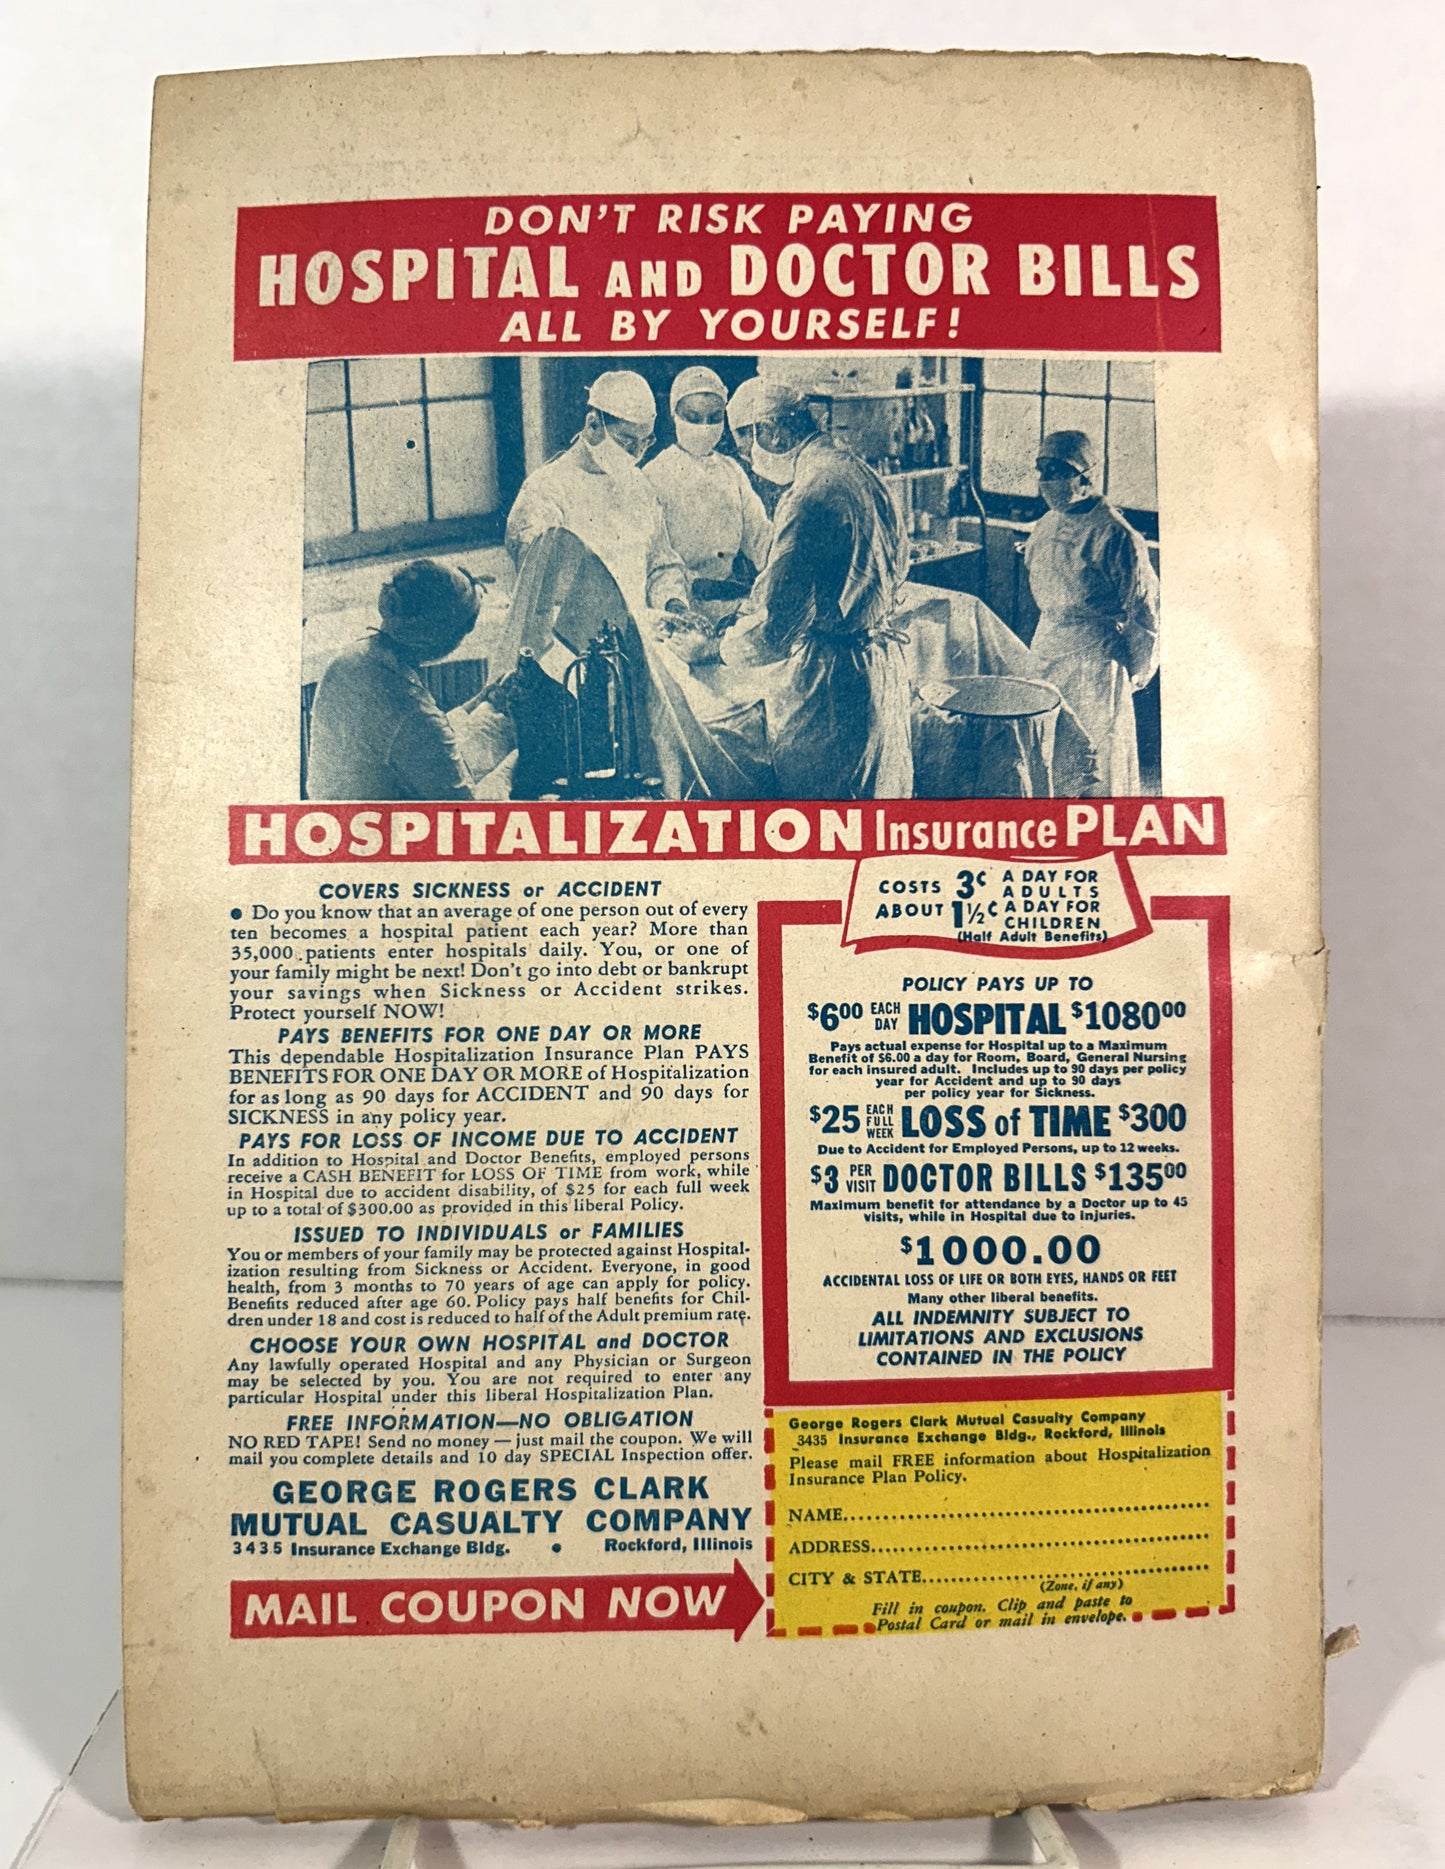 DON'T RISK PAYING
HOSPITAL AND DOCTOR BILLS
ALL BY YOURSELF!
HOSPITALIZATION Insurance PLAN
COVERS SICKNESS or ACCIDENT
• Do you know that an average of one person out of every
ten becomes a hospital patient each year? More than
35,000 patients enter hospitals daily. You, or one of
your family might be next! Don't go into debt or bankrupt
your savings when Sickness or Accident strikes.
Protect yourself NOW!
PAYS BENEFITS FOR ONE DAY OR MORE
This dependable Hospitalization Insurance Plan PAYS
BENEFITS FOR ONE DAY OR MORE of Hospitalization
for as long as 90 days for ACCIDENT and 90 days for
SICKNESS in any policy year.
PAYS FOR LOSS OF INCOME DUE TO ACCIDENT
In addition to Hospital and Doctor Benefits, employed persons
receive a CASH BENEFIT for LOSS OF TIME from work, while
in Hospital due to accident disability, of $25 for each full week
up to a total of $300.00 as provided in this liberal Policy.
ISSUED TO INDIVIDUALS or FAMILIES
You or members of your family may be protected against Hospital-
ization resulting from Sickness or Accident. Everyone, in good
health, from 3 months to 70 years of age can apply for policy.
Benefits reduced after age 60. Policy pays half benefits for Chil-
dren under 18 and cost is reduced to half of the Adult premium rate.
CHOOSE YOUR OWN HOSPITAL and DOCTOR
Any lawfully operated Hospital and any Physician or Surgeon
may be selected by you. You are not required to enter any
particular Hospital under this liberal Hospitalization Plan.
FREE INFORMATION—NO OBLIGATION
NO RED TAPE! Send no money — just mail the coupon. We will
mail you complete details and 10 day SPECIAL Inspection offer.
GEORGE ROGERS CLARK
MUTUAL CASUALTY COMPANY
3435 Insurance Exchange Bldg. • Rockford, Illinois
MAIL COUPON NOW
COSTS 3¢ A DAY FOR ADULTS
ABOUT 1½¢ A DAY FOR CHILDREN
(Half Adult Benefits)
POLICY PAYS UP TO
$6.00 EACH DAY HOSPITAL $1080.00
Pays actual expense for Hospital up to a Maximum
Benefit of $6.00 a day for Room, Board, General Nursing
for each insured adult. Includes up to 90 days per policy
year for Accident and up to 90 days
per policy year for Sickness.
$25 EACH FULL WEEK LOSS of TIME $300
Due to Accident for Employed Persons, up to 12 weeks.
$3 PER VISIT DOCTOR BILLS $135.00
Maximum benefit for attendance by a Doctor up to 45
visits, while in Hospital due to injuries.
$1000.00
ACCIDENTAL LOSS OF LIFE OR BOTH EYES, HANDS OR FEET
Many other liberal benefits.
ALL INDEMNITY SUBJECT TO
LIMITATIONS AND EXCLUSIONS
CONTAINED IN THE POLICY
George Rogers Clark Mutual Casualty Company
3435 Insurance Exchange Bldg., Rockford, Illinois
Please mail FREE information about Hospitalization
Insurance Plan Policy.
NAME
ADDRESS
CITY & STATE
(Zone, if any)
Fill in coupon. Clip and paste to
Postal Card or mail in envelope.